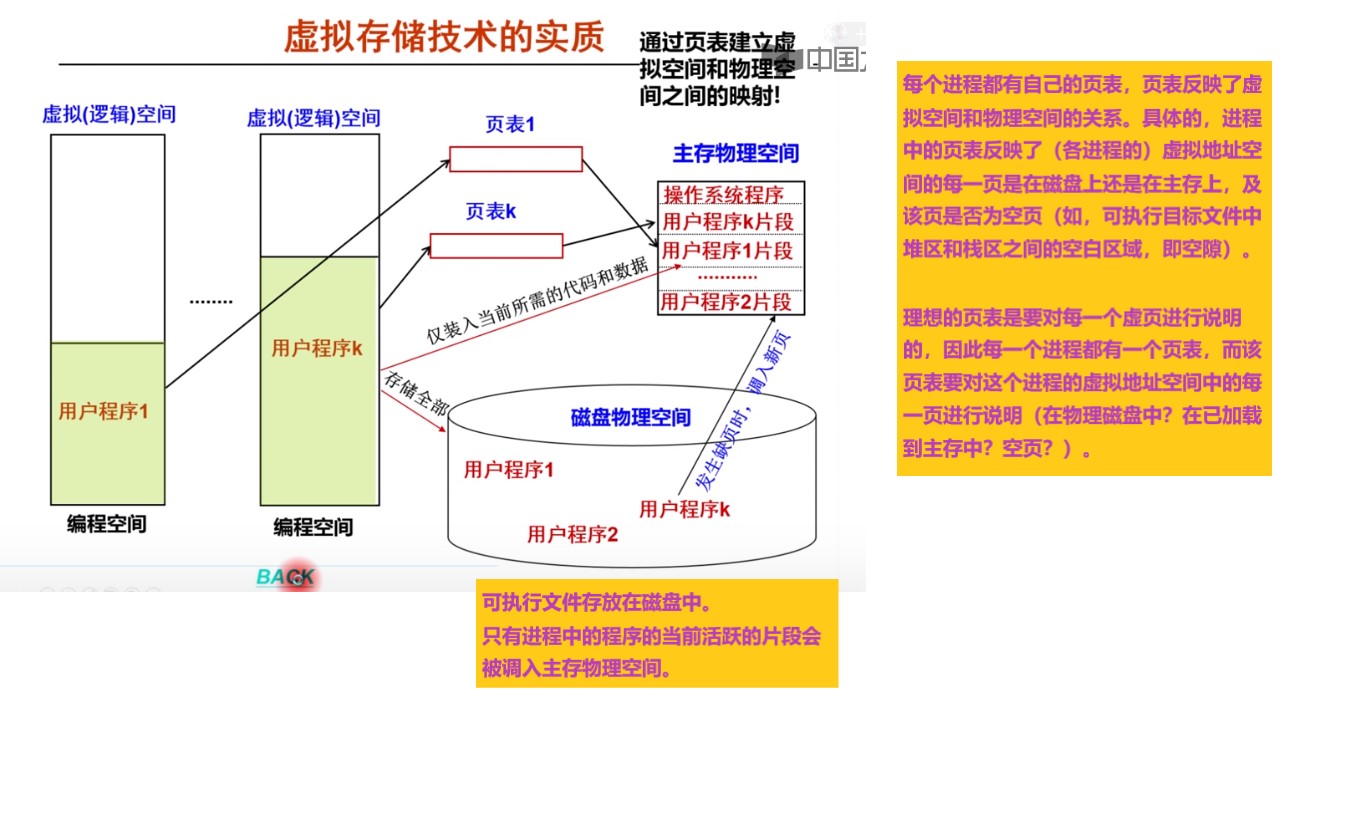 虚拟存储技术的实质
通过页表建立虚
拟空间和物理空
间之间的映射!
中国
虚拟(逻辑)空间
虚拟(逻辑)空间
页表1
主存物理空间
页表k
操作系统程序
用户程序k片段
用户程序1片段
...........
用户程序2片段
........
仅装入当前所需的代码和数据
用户程序k
存储全部
发生缺页时，调入新页
用户程序1
磁盘物理空间
用户程序1
用户程序k
用户程序2
编程空间
编程空间
BACK
每个进程都有自己的页表，页表反映了虚
拟空间和物理空间的关系。具体的，进程
中的页表反映了（各进程的）虚拟地址空
间的每一页是在磁盘上还是在主存上，及
该页是否为空页（如，可执行目标文件中
堆区和栈区之间的空白区域，即空隙）。
理想的页表是要对每一个虚页进行说明
的，因此每一个进程都有一个页表，而该
页表要对这个进程的虚拟地址空间中的每
一页进行说明（在物理磁盘中？在已加载
到主存中？空页？）。
可执行文件存放在磁盘中。
只有进程中的程序的当前活跃的片段会
被调入主存物理空间。